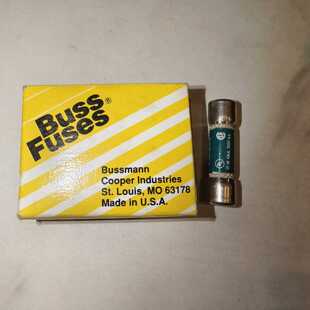 Buss®
Fuses
Bussmann
Cooper Industries
St. Louis, MO 63178
Made in U.S.A.